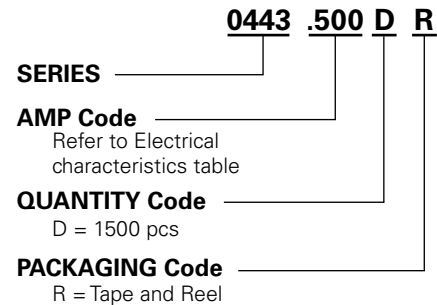 0443 .500 D R
SERIES
AMP Code
Refer to Electrical
characteristics table
QUANTITY Code
D = 1500 pcs
PACKAGING Code
R = Tape and Reel